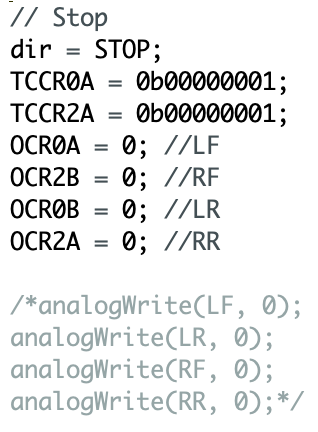 // Stop
dir = STOP;
TCCR0A = 0b00000001;
TCCR2A = 0b00000001;
OCR0A = 0; //LF
OCR2B = 0; //RF
OCR0B = 0; //LR
OCR2A = 0; //RR
/*analogWrite(LF, 0);
analogWrite(LR, 0);
analogWrite(RF, 0);
analogWrite(RR, 0);*/